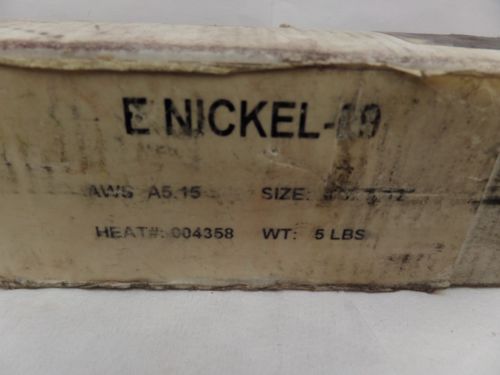 E NICKEL-
AWS A5.15 SIZE:
HEAT#: 004358 WT: 5 LBS